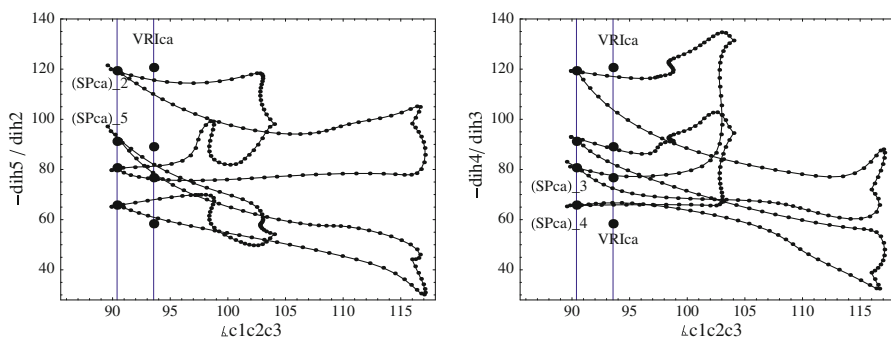 VRIca
(SPca)_2
(SPca)_5
140
120
100
80
60
40
−dih5 / dih2
90
95
100
105
110
115
∡c1c2c3
VRIca
(SPca)_3
(SPca)_4
VRIca
140
120
100
80
60
40
−dih4/ dih3
90
95
100
105
110
115
∡c1c2c3